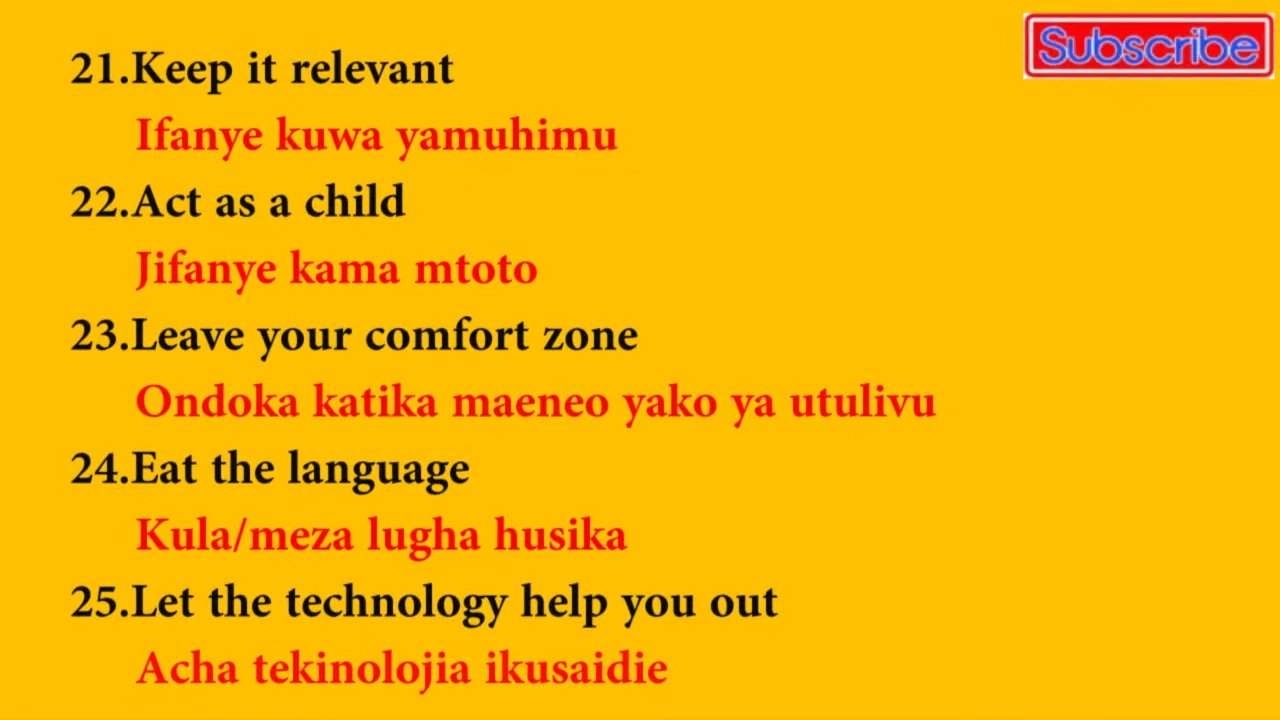 Subscribe
21.Keep it relevant
Ifanye kuwa yamuhimu
22.Act as a child
Jifanye kama mtoto
23.Leave your comfort zone
Ondoka katika maeneo yako ya utulivu
24.Eat the language
Kula/meza lugha husika
25.Let the technology help you out
Acha tekinolojia ikusaidie